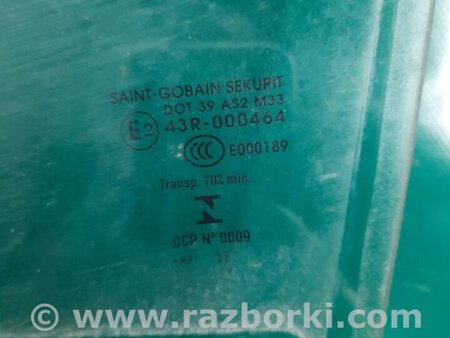 SAINT-GOBAIN SEKURIT
DOT 39 AS2 M33
E2 43R-000464
CCC E000189
Transp. 70% min.
N
OCP Nº 0009
.... 17
© www.razborki.com